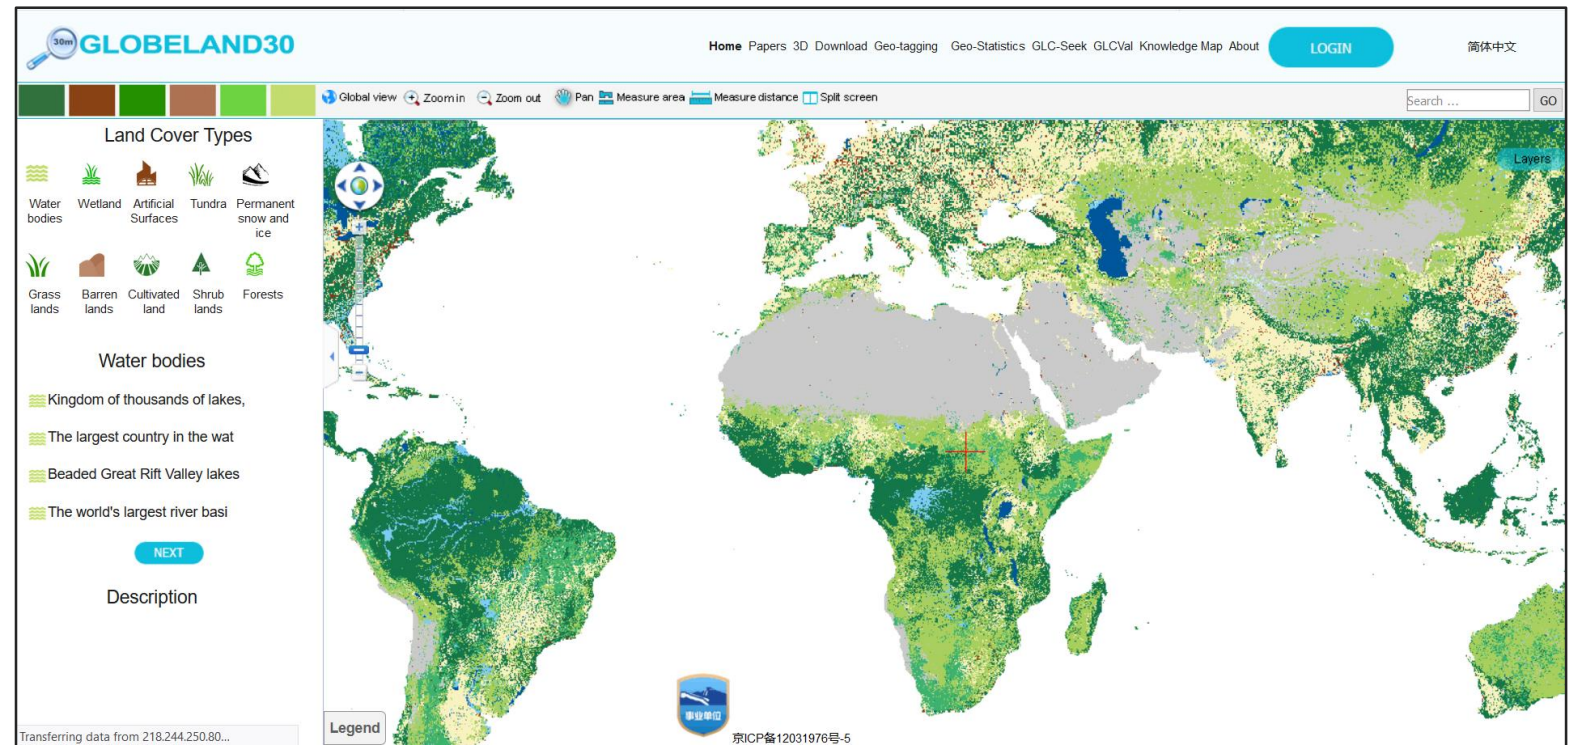 30m GLOBELAND30
Home Papers 3D Download Geo-tagging Geo-Statistics GLC-Seek GLCVal Knowledge Map About LOGIN 简体中文
Global view Zoom in Zoom out Pan Measure area Measure distance Split screen Search ... GO
Layers
Land Cover Types
Water bodies
Wetland
Artificial Surfaces
Tundra
Permanent snow and ice
Grass lands
Barren lands
Cultivated land
Shrub lands
Forests
Water bodies
Kingdom of thousands of lakes,
The largest country in the wat
Beaded Great Rift Valley lakes
The world's largest river basi
NEXT
Description
Legend
事业单位
京ICP备12031976号-5
Transferring data from 218.244.250.80...